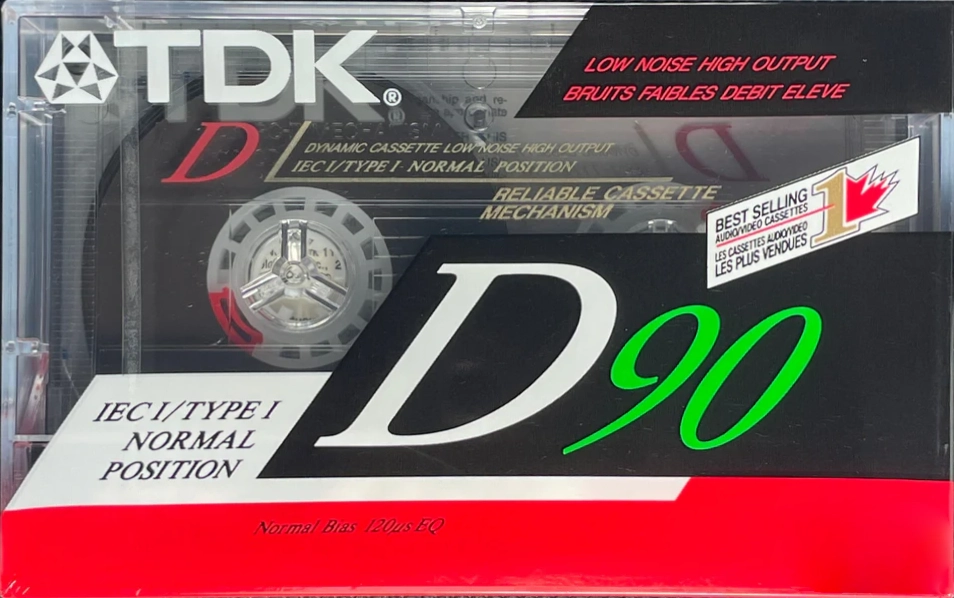 TDK®
LOW NOISE HIGH OUTPUT
BRUITS FAIBLES DEBIT ELEVE
D
DYNAMIC CASSETTE LOW NOISE HIGH OUTPUT
IEC I/TYPE I NORMAL POSITION
RELIABLE CASSETTE
MECHANISM
BEST SELLING
AUDIO/VIDEO CASSETTES
1
LES CASSETTES AUDIO/VIDEO
LES PLUS VENDUES
D90
IEC I/TYPE I
NORMAL
POSITION
Normal Bias 120µs EQ